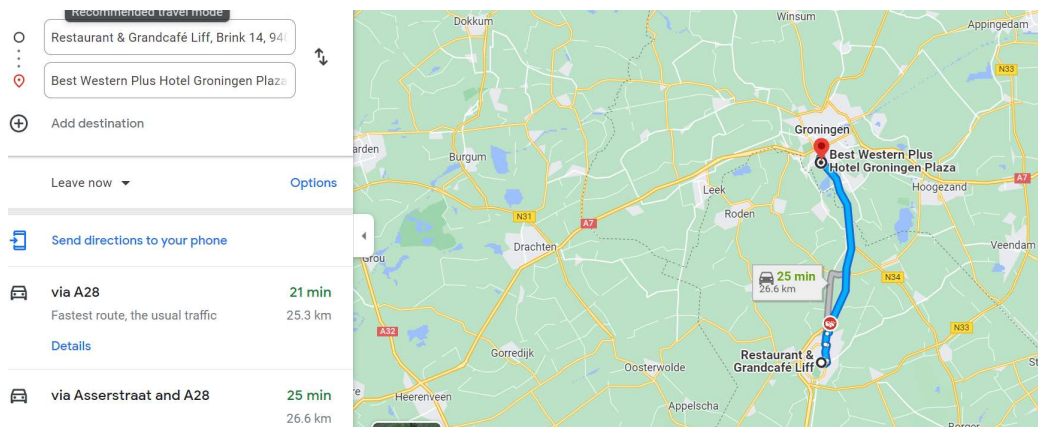 Recommended travel mode
Restaurant & Grandcafé Liff, Brink 14, 940
Best Western Plus Hotel Groningen Plaza
Add destination
Leave now
Options
Send directions to your phone
via A28
21 min
Fastest route, the usual traffic
25.3 km
Details
via Asserstraat and A28
25 min
26.6 km
Dokkum
Winsum
Appingedam
N33
Groningen
arden
Burgum
Best Western Plus
Hotel Groningen Plaza
A7
Hoogezand
Leek
N31
A7
Roden
Veendam
Drachten
Grou
25 min
26.6 km
N34
A32
N33
Gorredijk
Restaurant &
Grandcafé Liff
Oosterwolde
St
Heerenveen
Appelscha
Borger